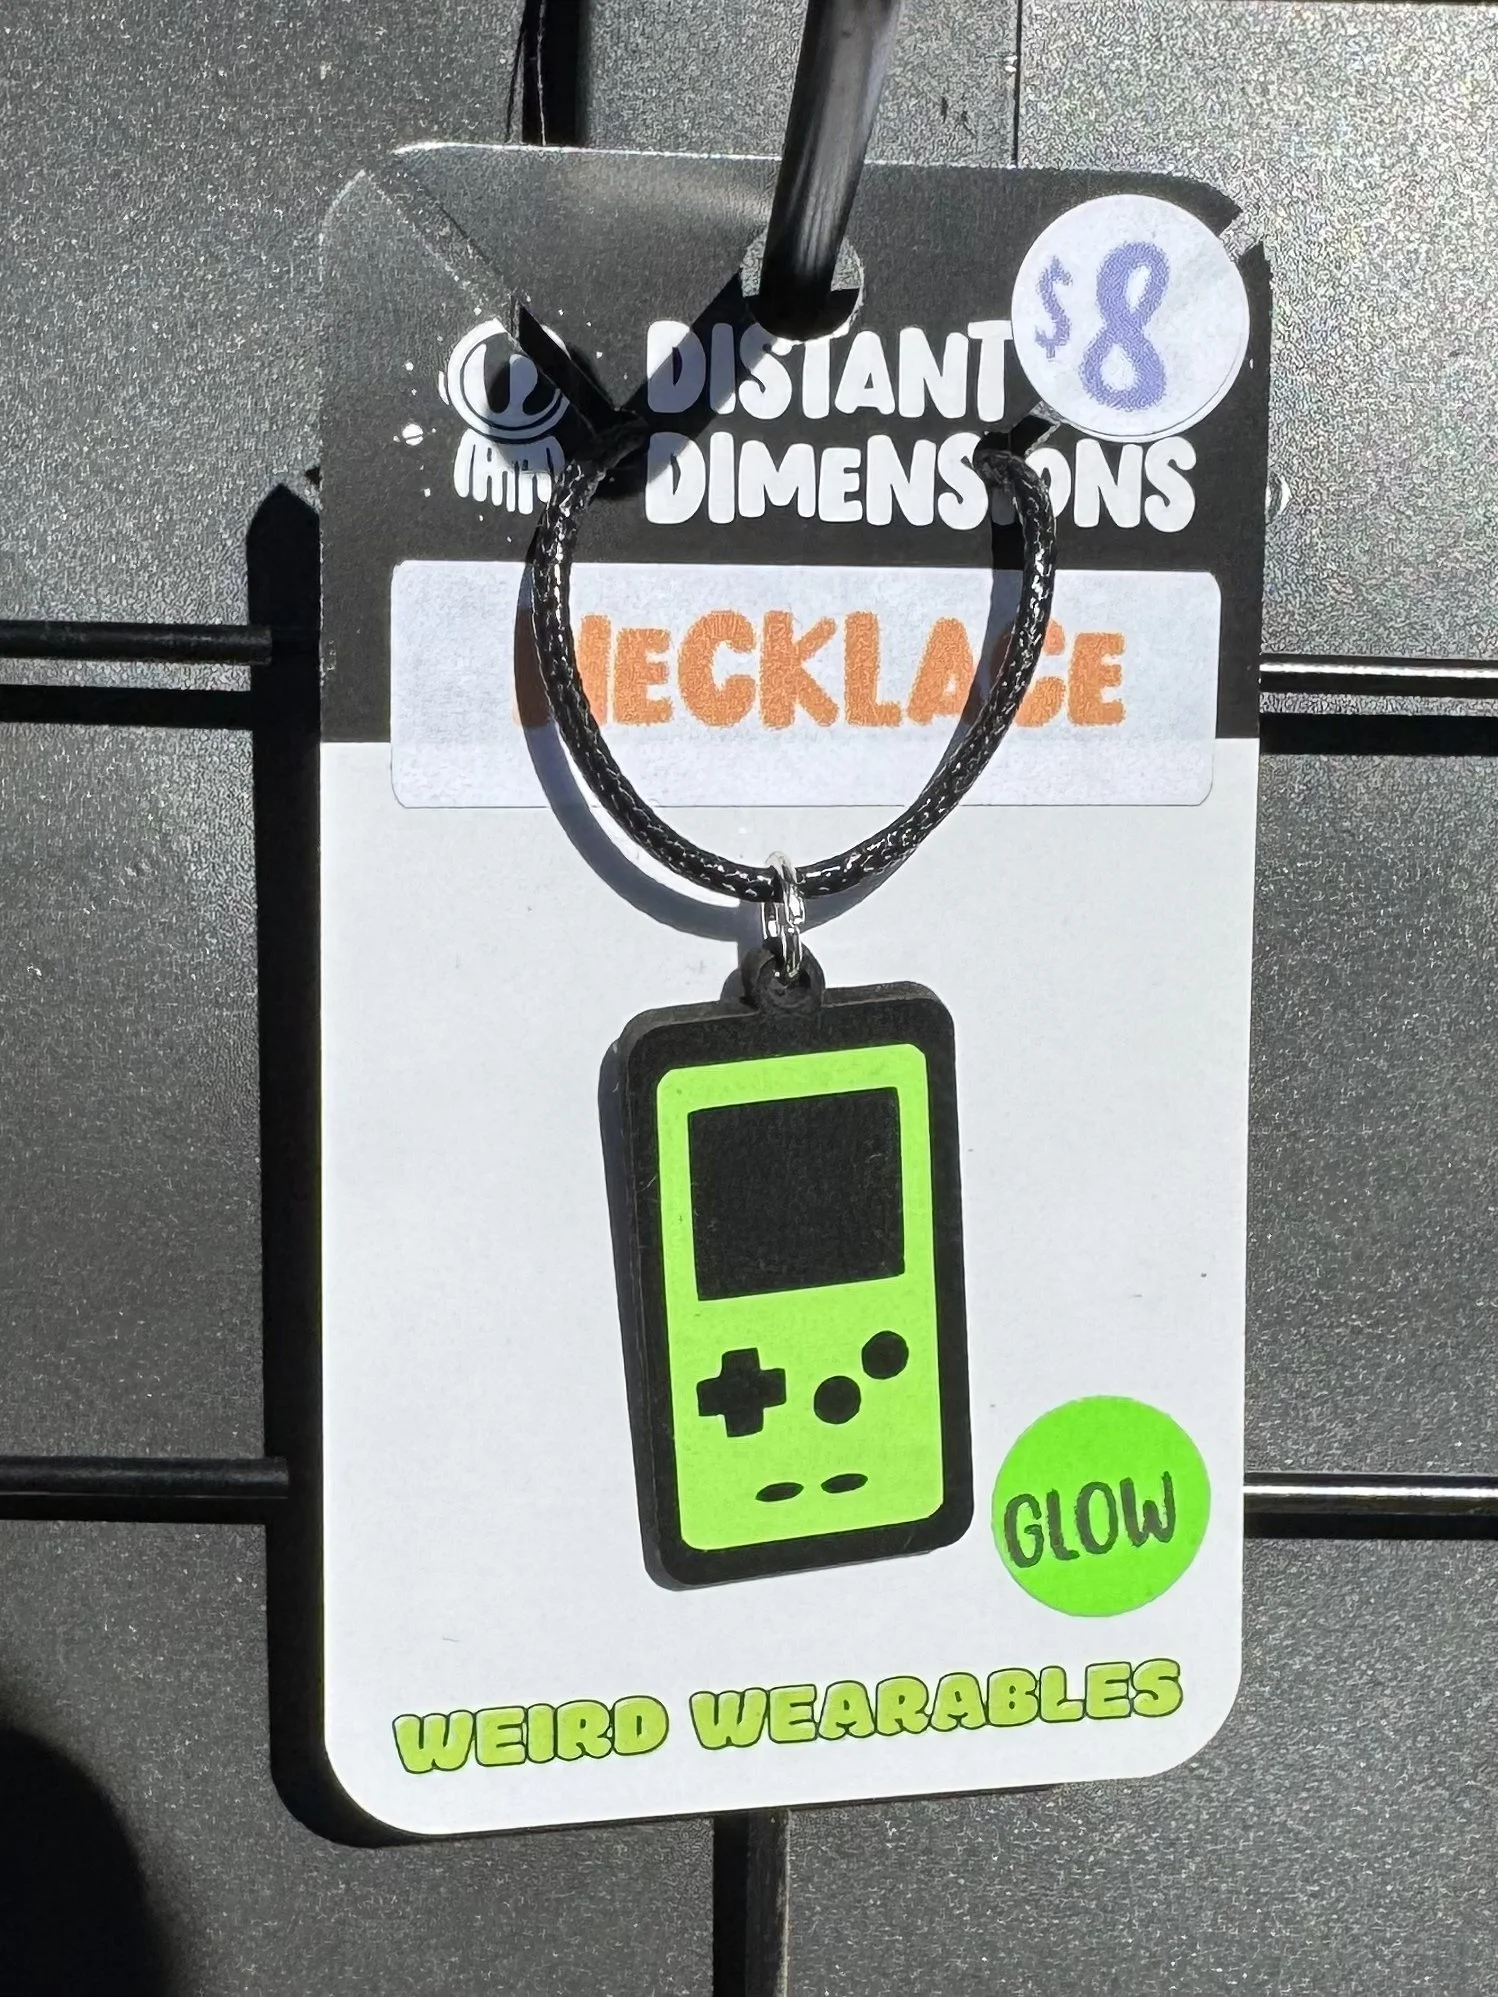 $8
DISTANT
DIMENSIONS
NECKLACE
GLOW
WEIRD WEARABLES